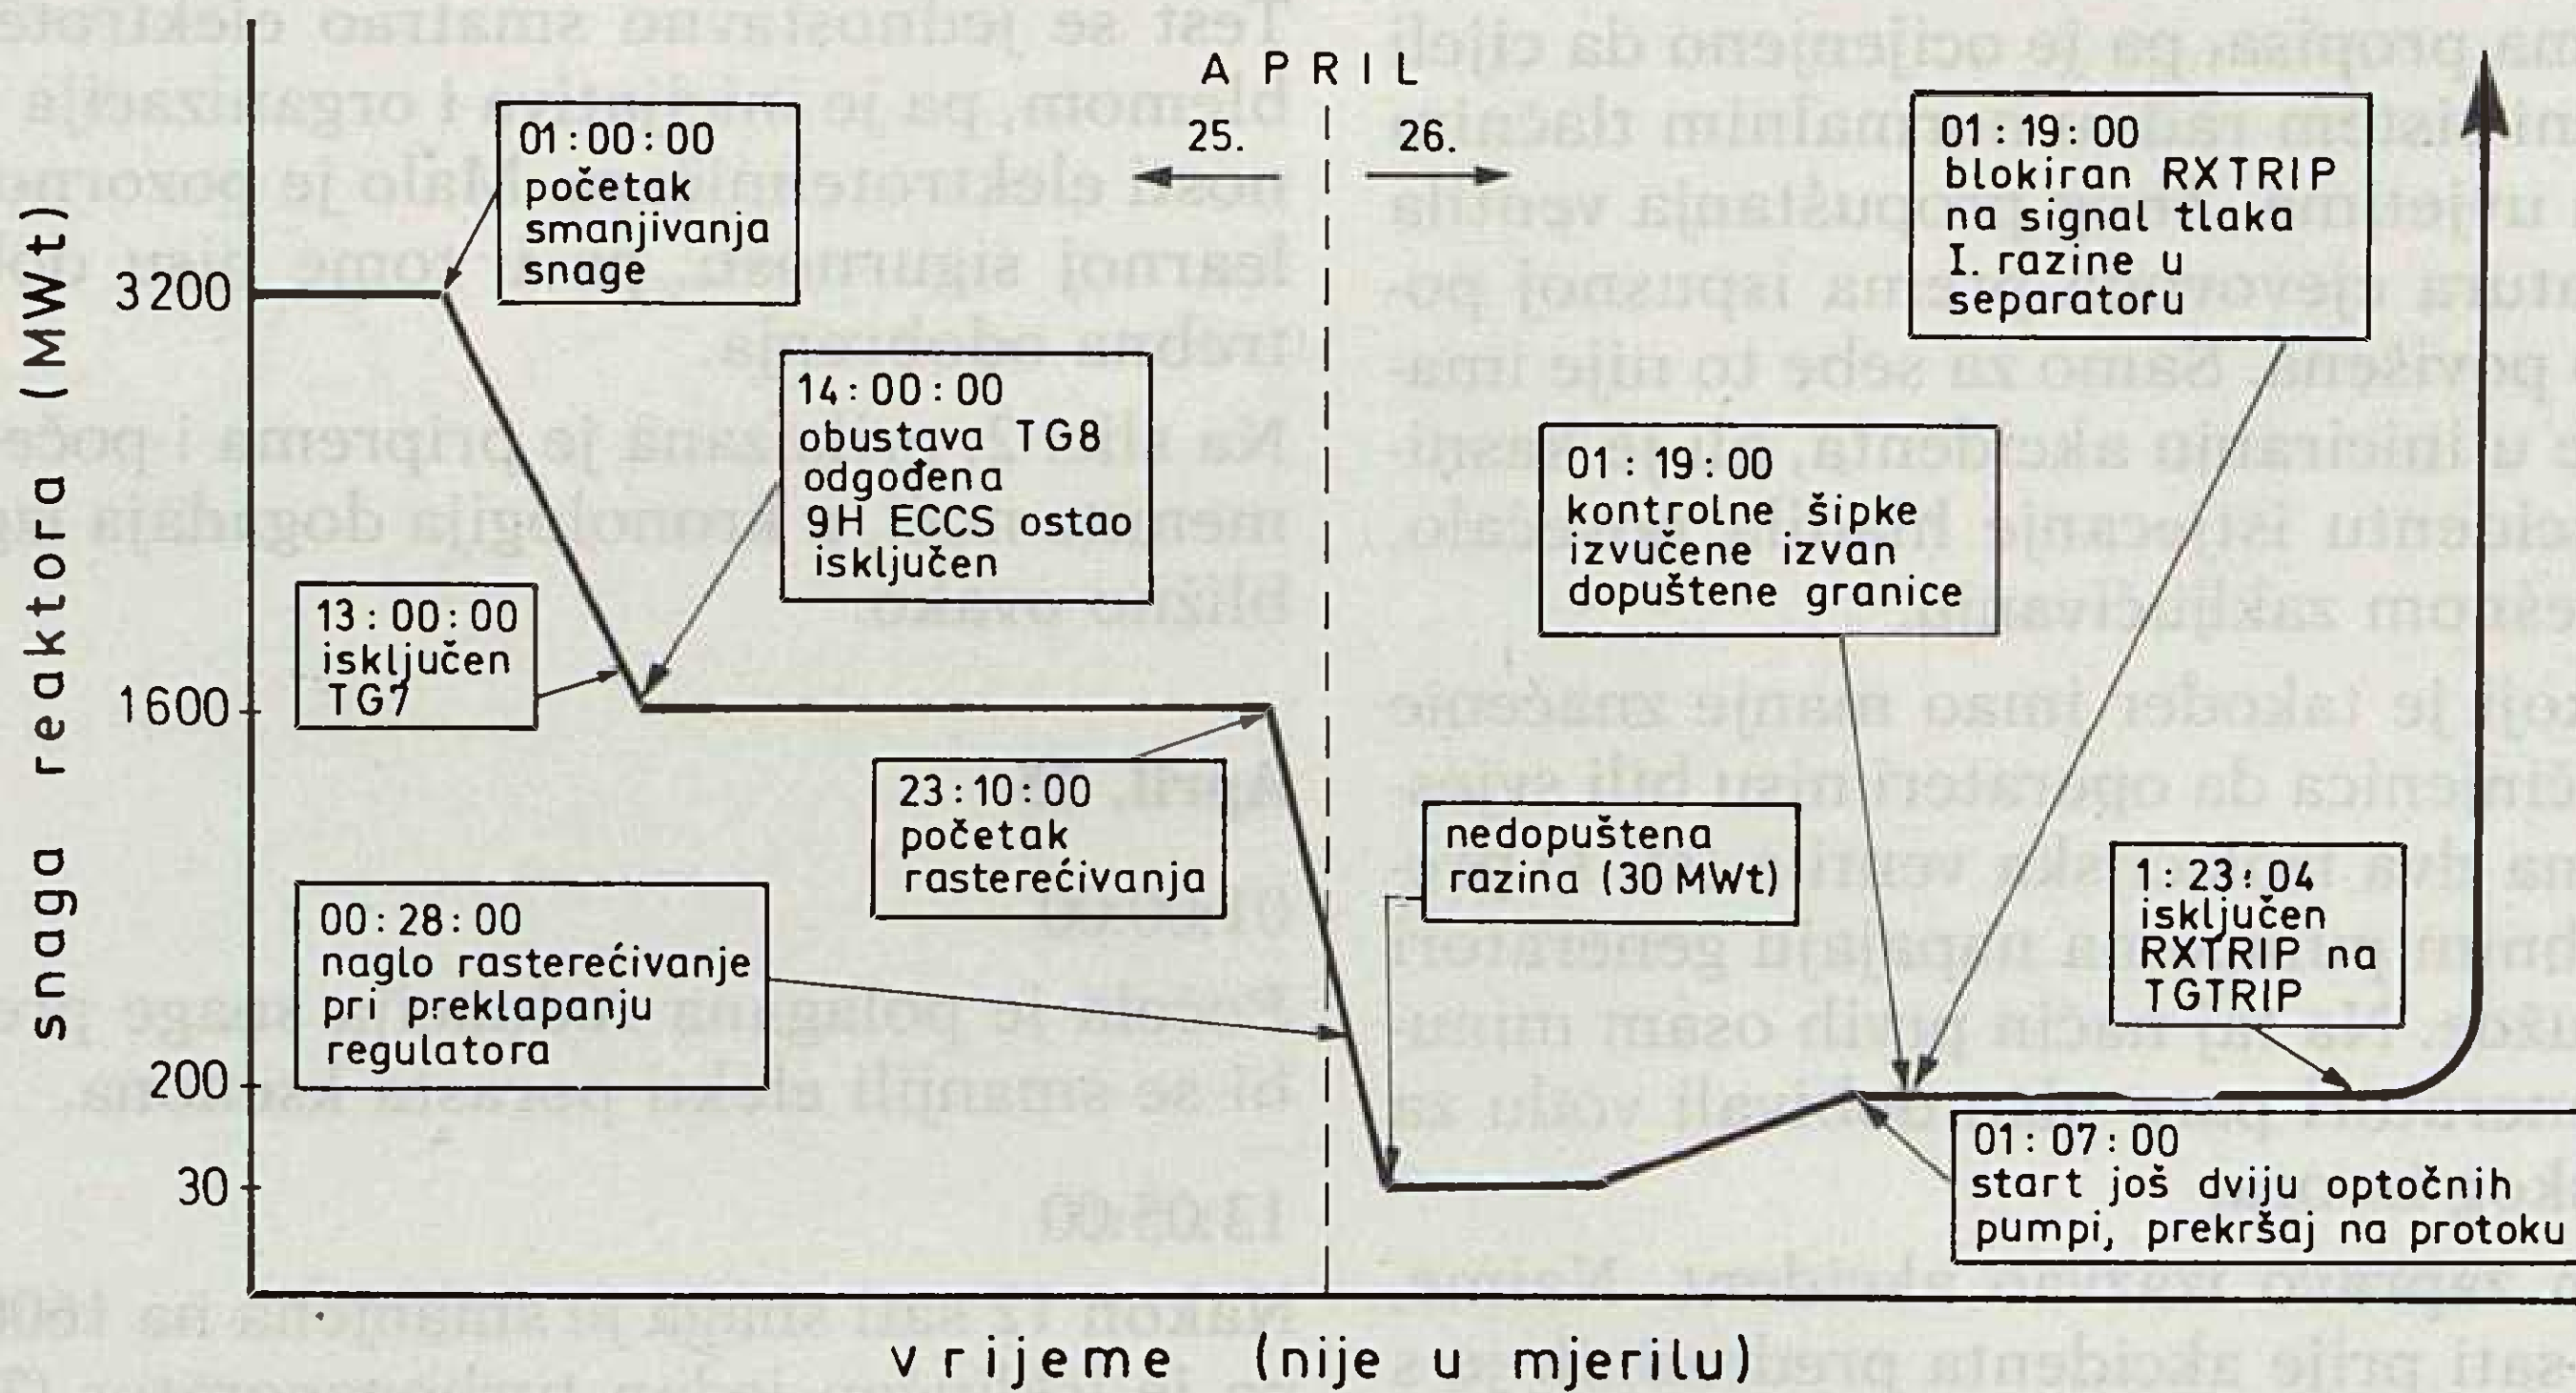 APRIL
25.
26.
snaga reaktora (MWt)
3200
1600
200
30
01:00:00
početak
smanjivanja
snage
13:00:00
isključen
TG7
14:00:00
obustava TG8
odgođena
9H ECCS ostao
isključen
23:10:00
početak
rasterećivanja
00:28:00
naglo rasterećivanje
pri preklapanju
regulatora
nedopuštena
razina (30 MWt)
01:19:00
kontrolne šipke
izvučene izvan
dopuštene granice
01:19:00
blokiran RXTRIP
na signal tlaka
I. razine u
separatoru
1:23:04
isključen
RXTRIP na
TGTRIP
01:07:00
start još dviju optočnih
pumpi, prekršaj na protoku
vrijeme (nije u mjerilu)